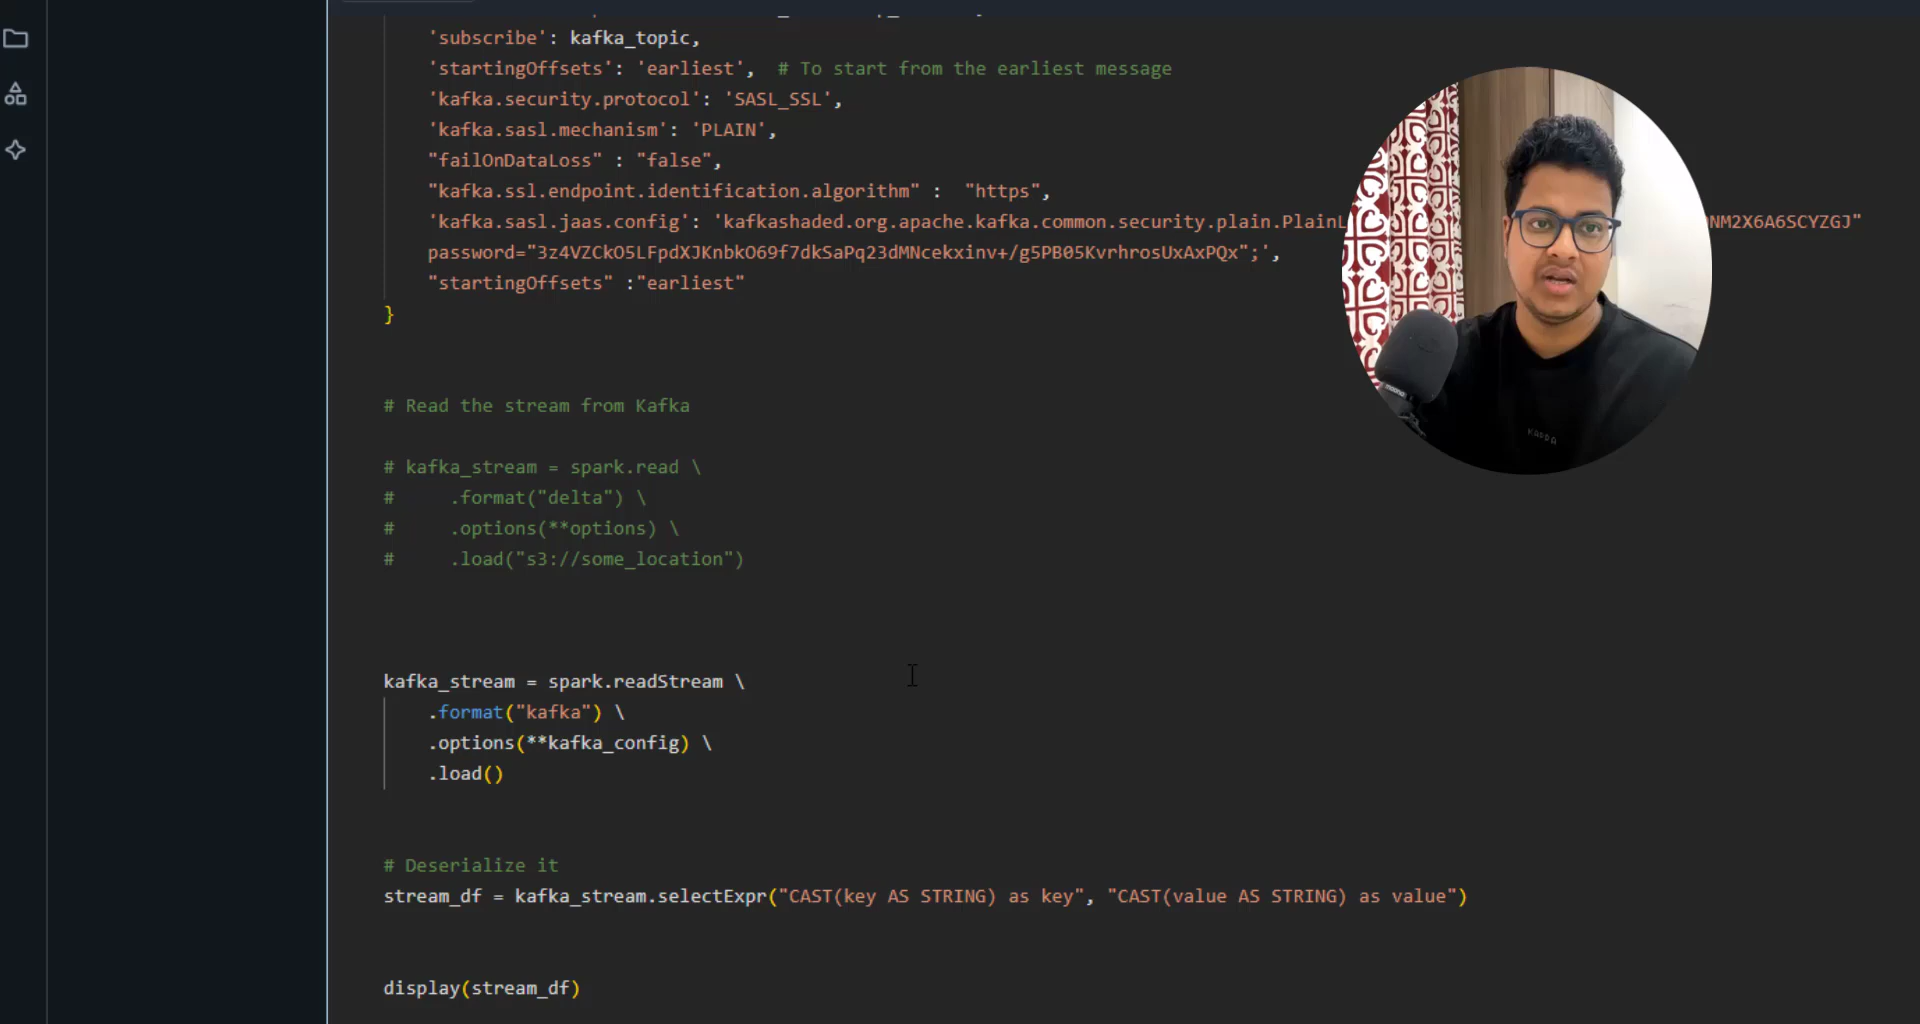 'subscribe': kafka_topic,
'startingOffsets': 'earliest', # To start from the earliest message
'kafka.security.protocol': 'SASL_SSL',
'kafka.sasl.mechanism': 'PLAIN',
"failOnDataLoss" : "false",
"kafka.ssl.endpoint.identification.algorithm" : "https",
'kafka.sasl.jaas.config': 'kafkashaded.org.apache.kafka.common.security.plain.PlainL NM2X6A6SCYZGJ"
password="3z4VZCkO5LFpdXJKnbkO69f7dkSaPq23dMNcekxinv+/g5PB05KvrhrosUxAxPQx";',
"startingOffsets" :"earliest"
}
# Read the stream from Kafka
# kafka_stream = spark.read \
# .format("delta") \
# .options(**options) \
# .load("s3://some_location")
kafka_stream = spark.readStream \
.format("kafka") \
.options(**kafka_config) \
.load()
# Deserialize it
stream_df = kafka_stream.selectExpr("CAST(key AS STRING) as key", "CAST(value AS STRING) as value")
display(stream_df)